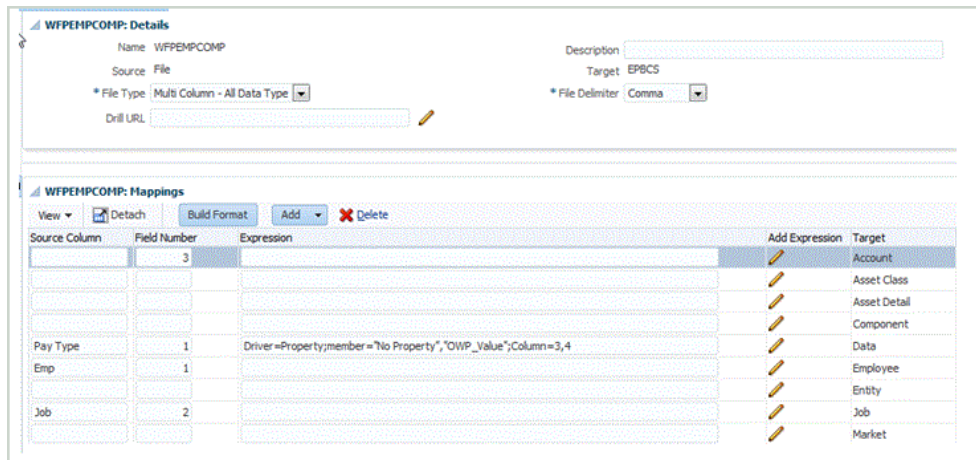 WFPEMPCOMP: Details
Name WFPEMPCOMP
Description
Source File
Target EPBCS
* File Type Multi Column - All Data Type
* File Delimiter Comma
Drill URL
WFPEMPCOMP: Mappings
View Detach Build Format Add Delete
Source Column Field Number Expression Add Expression Target
3 Account
Asset Class
Asset Detail
Component
Pay Type 1 Driver=Property;member="No Property","OWP_Value";Column=3,4 Data
Emp 1 Employee
Entity
Job 2 Job
Market